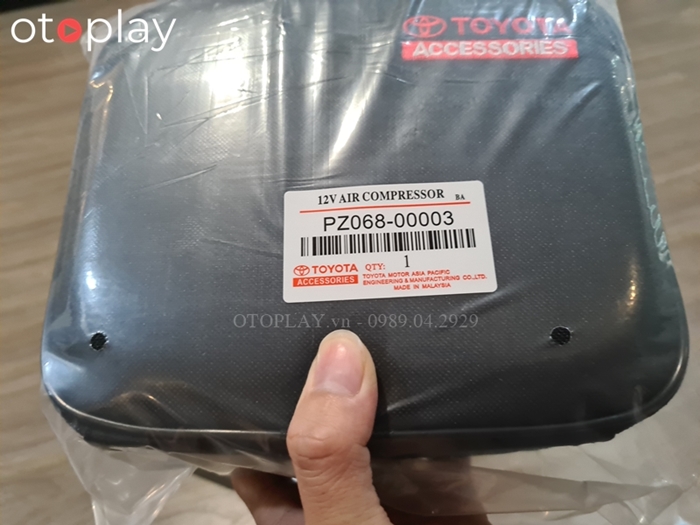 otoplay
TOYOTA
ACCESSORIES
12V AIR COMPRESSOR BA
PZ068-00003
TOYOTA
ACCESSORIES
QTY: 1
TOYOTA MOTOR ASIA PACIFIC
ENGINEERING & MANUFACTURING CO.,LTD.
MADE IN MALAYSIA
OTOPLAY.vn - 0989.04.2929